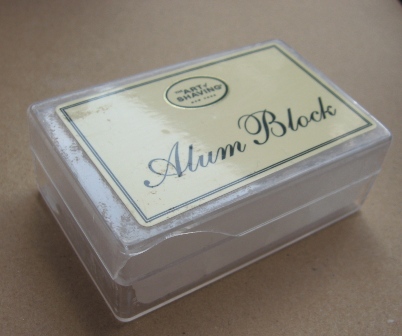 THE
ART of
SHAVING
NEW YORK
Alum Block